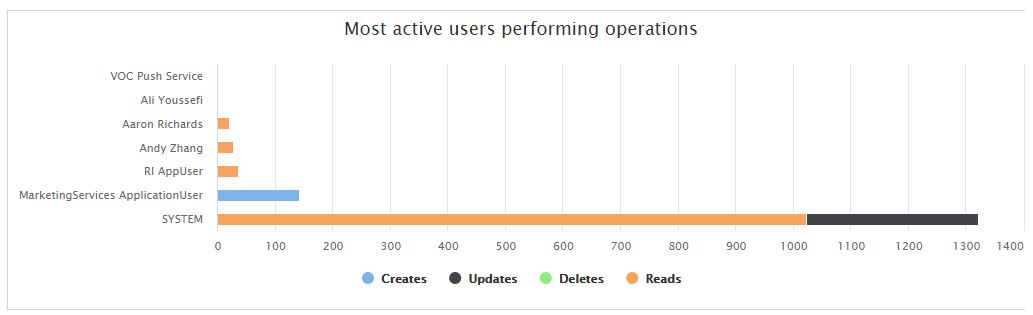 Most active users performing operations
VOC Push Service
Ali Youssefi
Aaron Richards
Andy Zhang
RI AppUser
MarketingServices ApplicationUser
SYSTEM
0 100 200 300 400 500 600 700 800 900 1000 1100 1200 1300 1400
Creates Updates Deletes Reads